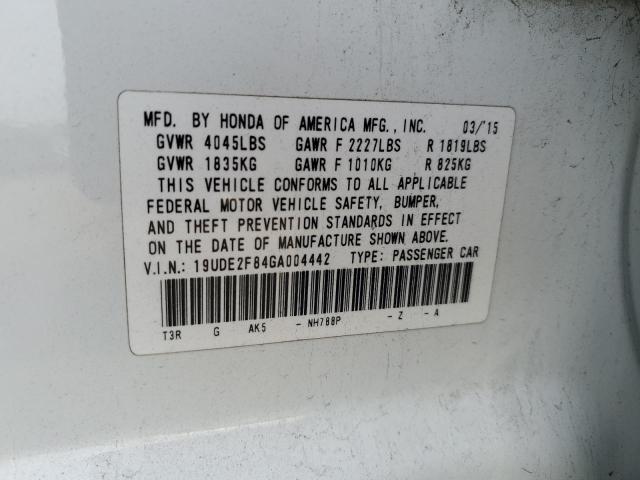 MFD. BY HONDA OF AMERICA MFG., INC. 03/'15
GVWR 4045LBS GAWR F 2227LBS R 1819LBS
GVWR 1835KG GAWR F 1010KG R 825KG
THIS VEHICLE CONFORMS TO ALL APPLICABLE
FEDERAL MOTOR VEHICLE SAFETY, BUMPER,
AND THEFT PREVENTION STANDARDS IN EFFECT
ON THE DATE OF MANUFACTURE SHOWN ABOVE.
V.I.N.: 19UDE2F84GA004442 TYPE: PASSENGER CAR
T3R G AK5 - NH788P - Z - A